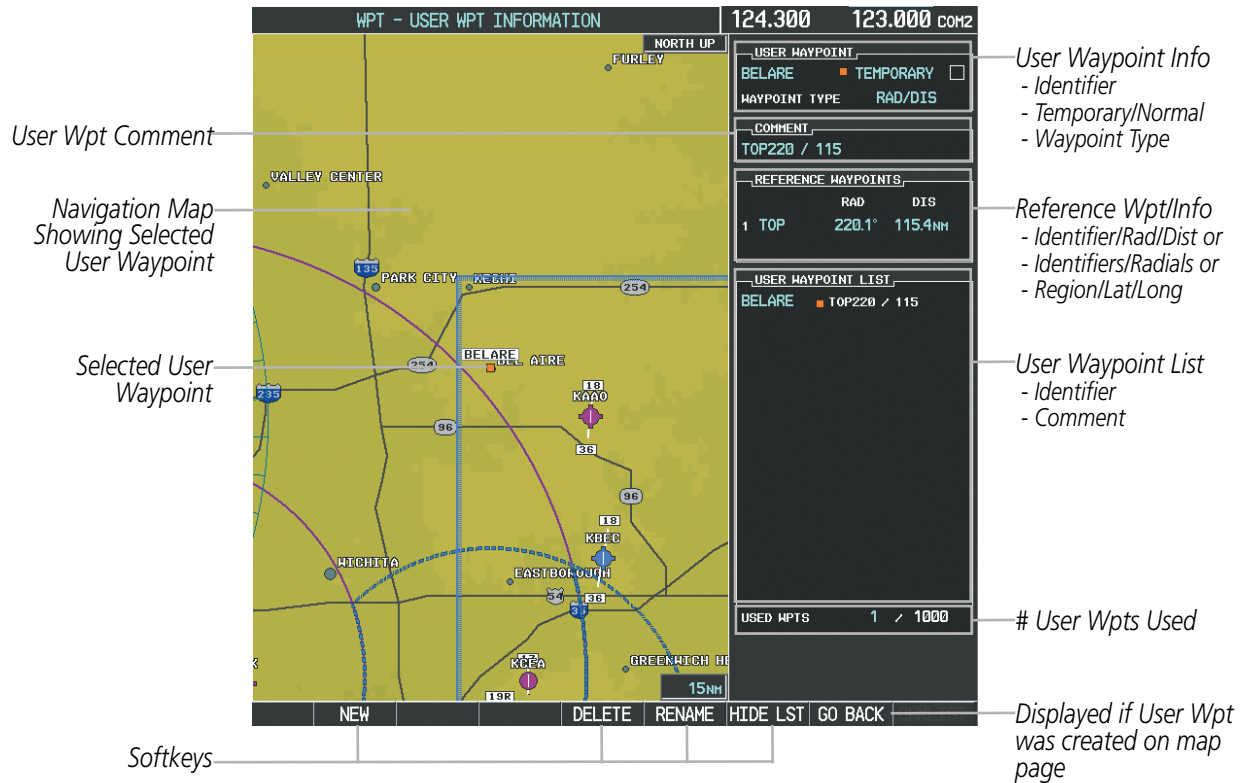 WPT – USER WPT INFORMATION
124.300 123.000 COM2
NORTH UP
USER WAYPOINT
BELARE TEMPORARY
WAYPOINT TYPE RAD/DIS
COMMENT
TOP220 / 115
REFERENCE WAYPOINTS
RAD DIS
1 TOP 220.1° 115.4NM
USER WAYPOINT LIST
BELARE TOP220 / 115
USED WPTS 1 / 1000
FURLEY
VALLEY CENTER
135
PARK CITY
KECHI
254
BELARE
BEL AIRE
254
235
18
KAAO
36
96
96
18
KBEC
WICHITA
EASTBOROUGH
36
54
35
KCEA
17
GREENWICH HE
19R
15NM
NEW DELETE RENAME HIDE LST GO BACK
User Wpt Comment
Navigation Map
Showing Selected
User Waypoint
Selected User
Waypoint
Softkeys
User Waypoint Info
- Identifier
- Temporary/Normal
- Waypoint Type
Reference Wpt/Info
- Identifier/Rad/Dist or
- Identifiers/Radials or
- Region/Lat/Long
User Waypoint List
- Identifier
- Comment
# User Wpts Used
Displayed if User Wpt
was created on map
page